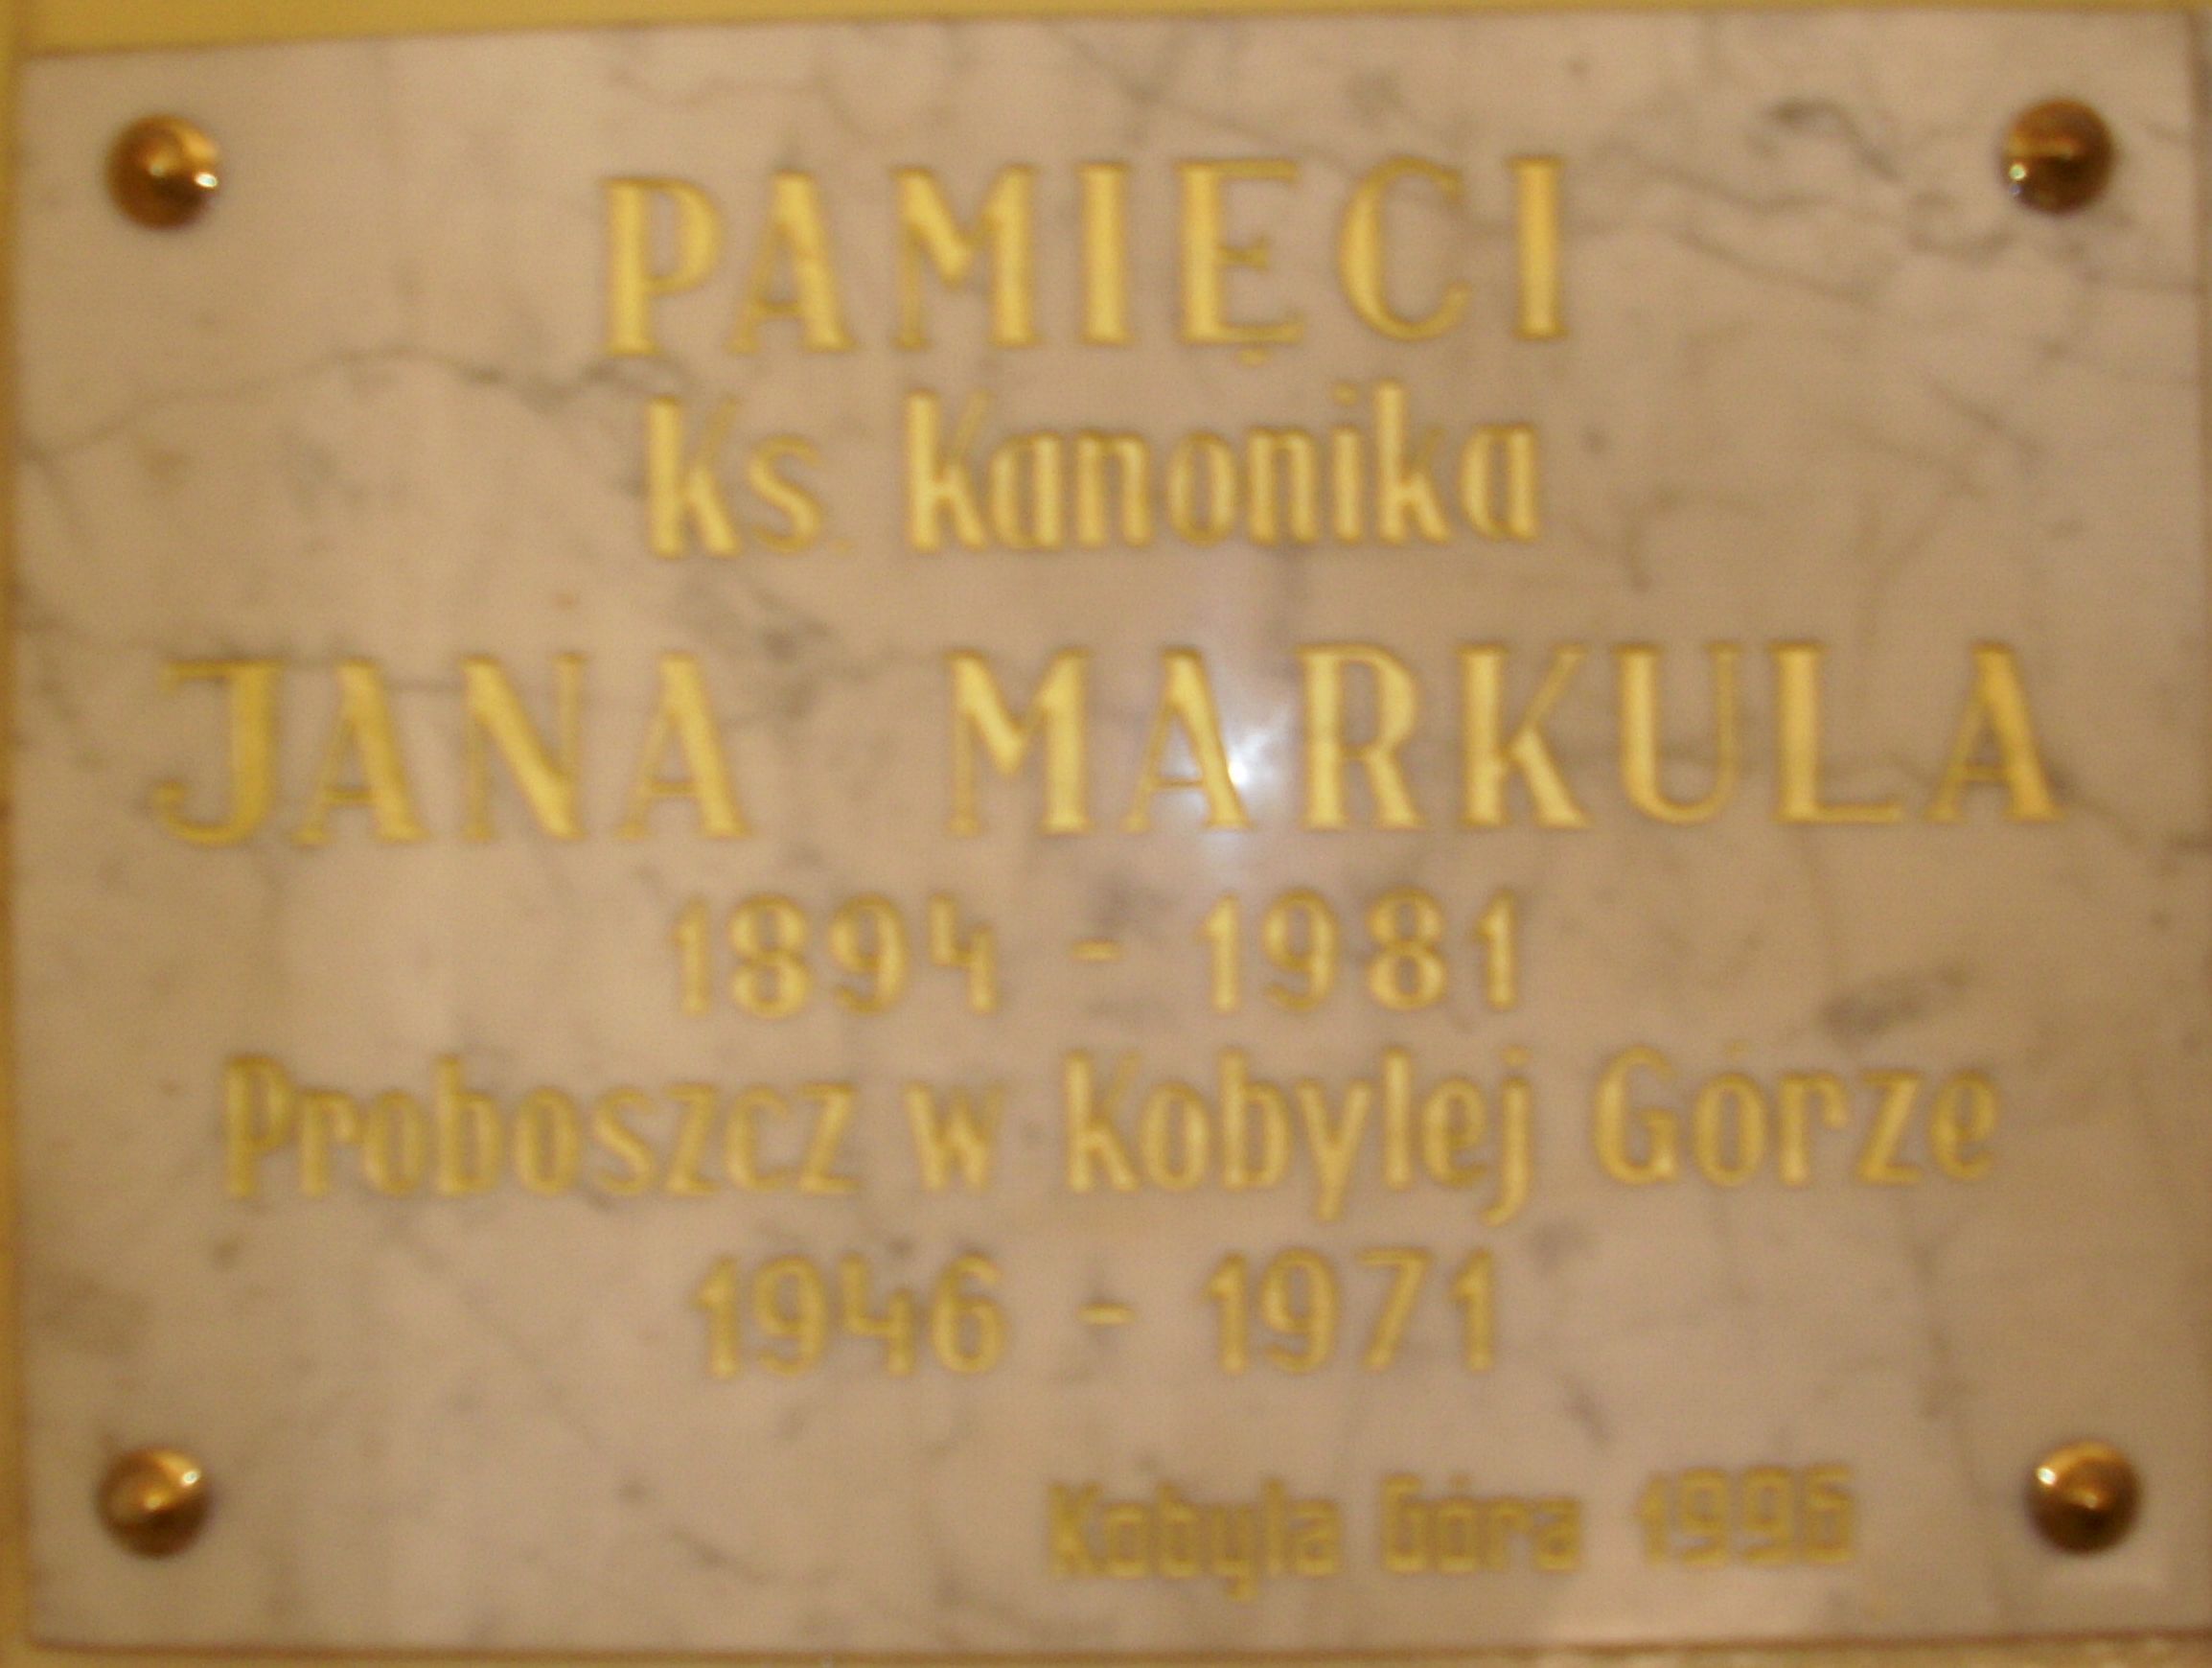 PAMIĘCI
Ks. Kanonika
JANA MARKULA
1894 - 1981
Proboszcz w Kobylej Górze
1946 - 1971
Kobyla Góra 1996